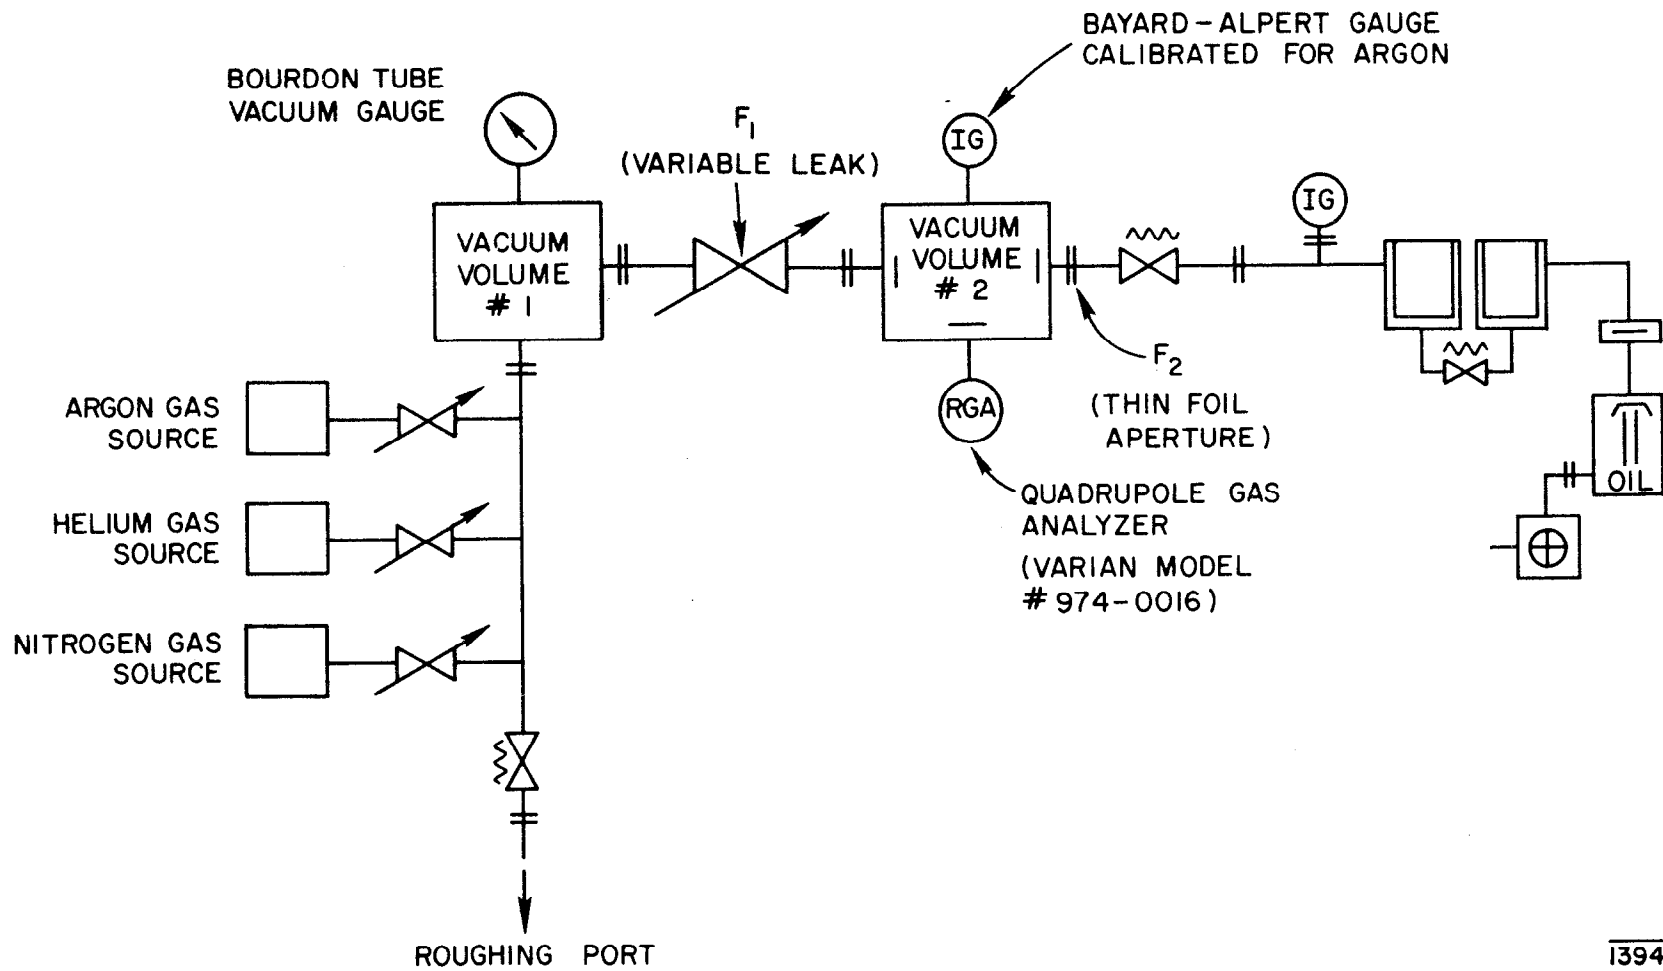 BAYARD-ALPERT GAUGE
CALIBRATED FOR ARGON
BOURDON TUBE
VACUUM GAUGE
F1
(VARIABLE LEAK)
IG
IG
VACUUM
VOLUME
# 1
VACUUM
VOLUME
# 2
F2
(THIN FOIL
APERTURE)
RGA
ARGON GAS
SOURCE
OIL
QUADRUPOLE GAS
ANALYZER
(VARIAN MODEL
# 974-0016)
HELIUM GAS
SOURCE
NITROGEN GAS
SOURCE
ROUGHING PORT
1394